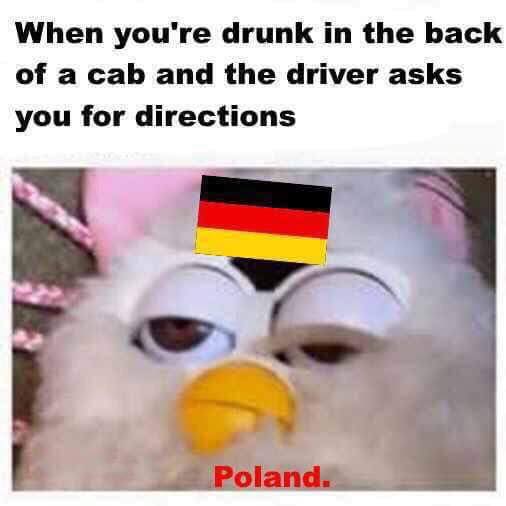 When you're drunk in the back
of a cab and the driver asks
you for directions
Poland.